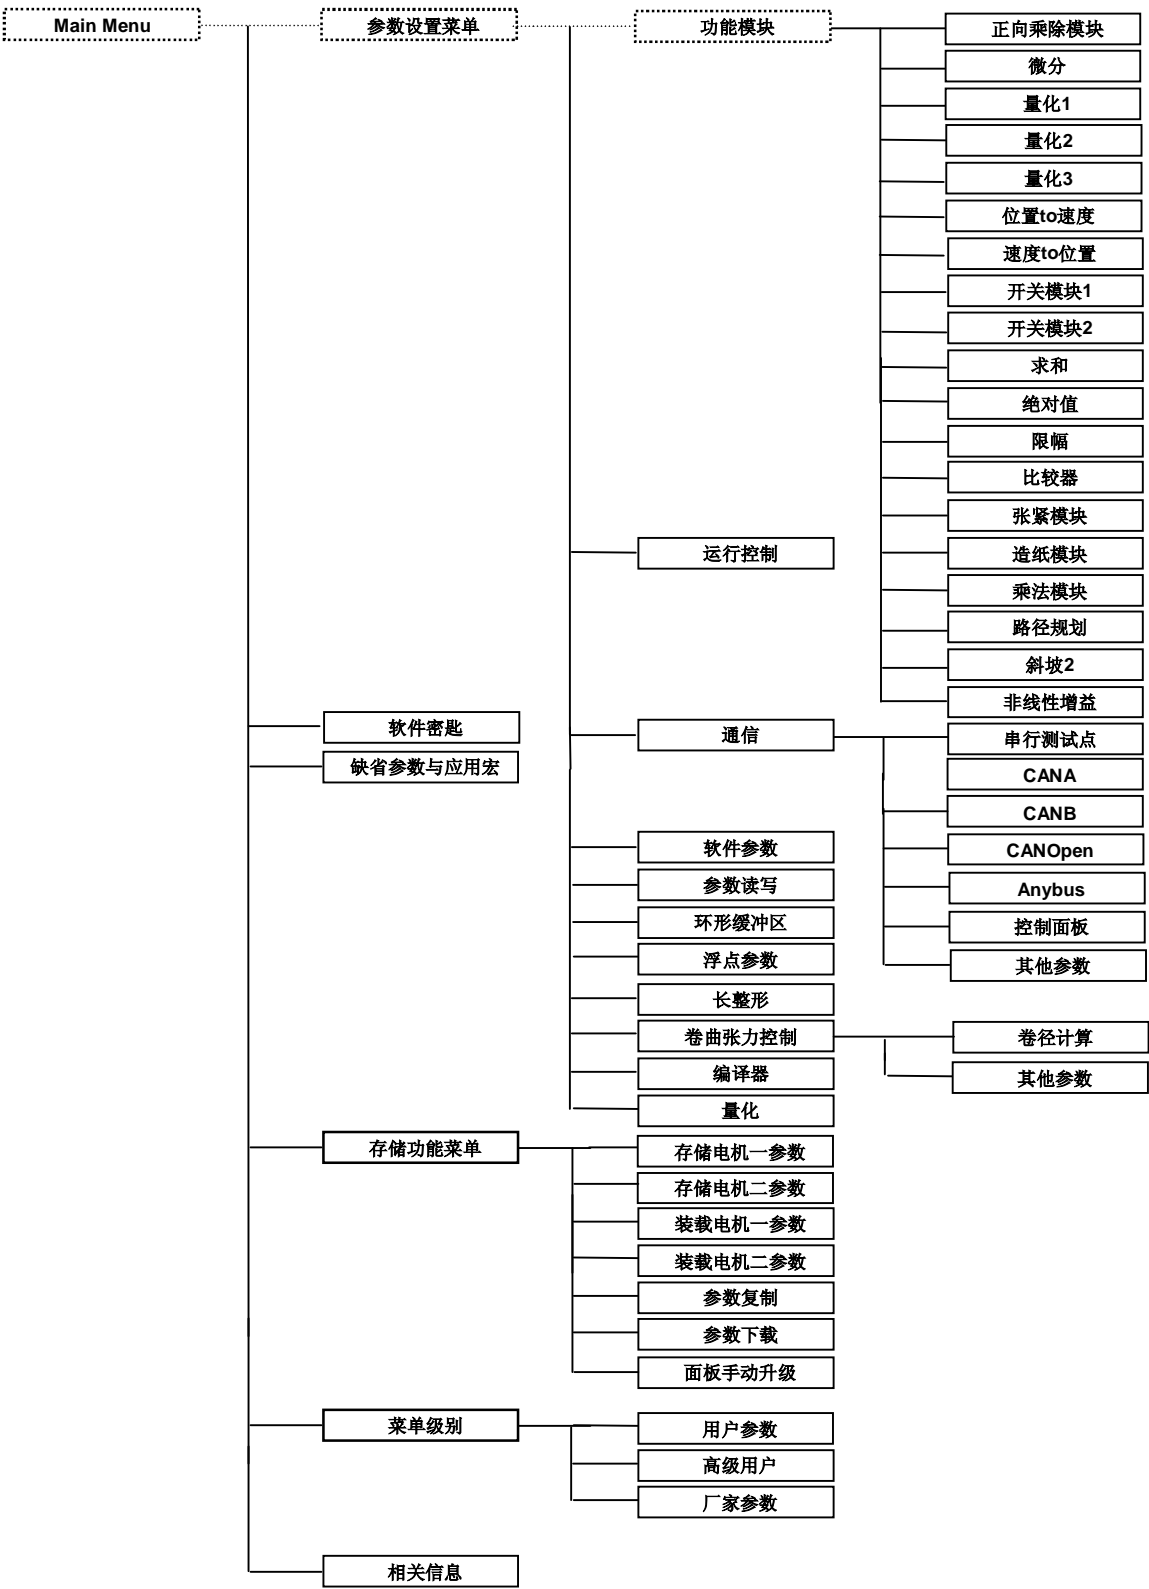 Main Menu
参数设置菜单
功能模块
正向乘除模块
微分
量化1
量化2
量化3
位置to速度
速度to位置
开关模块1
开关模块2
求和
绝对值
限幅
比较器
张紧模块
造纸模块
乘法模块
路径规划
斜坡2
非线性增益
运行控制
软件密匙
缺省参数与应用宏
通信
串行测试点
CANA
CANB
CANOpen
Anybus
控制面板
其他参数
软件参数
参数读写
环形缓冲区
浮点参数
长整形
卷曲张力控制
卷径计算
其他参数
编译器
量化
存储功能菜单
存储电机一参数
存储电机二参数
装载电机一参数
装载电机二参数
参数复制
参数下载
面板手动升级
菜单级别
用户参数
高级用户
厂家参数
相关信息